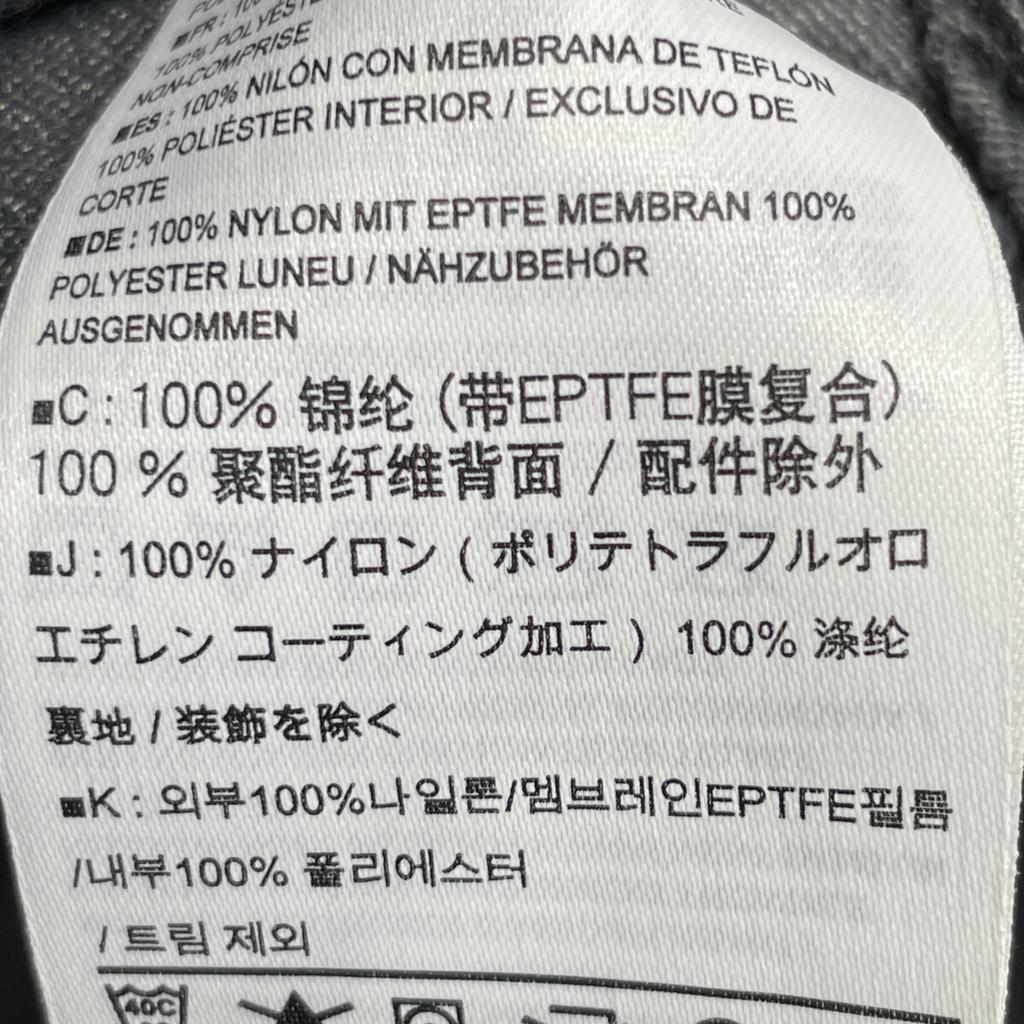 ■FR : 100%
100% POLYESTE
NON-COMPRISE
■ES : 100% NILÓN CON MEMBRANA DE TEFLÓN
100% POLIÉSTER INTERIOR / EXCLUSIVO DE
CORTE
■DE : 100% NYLON MIT EPTFE MEMBRAN 100%
POLYESTER LUNEU / NÄHZUBEHÖR
AUSGENOMMEN
■C : 100% 锦纶（带EPTFE膜复合）
100 % 聚酯纤维背面 / 配件除外
■J : 100% ナイロン ( ポリテトラフルオロ
エチレン コーティング加工 ) 100% 涤纶
裏地 / 装飾を除く
■K : 외부100%나일론/멤브레인EPTFE필름
/내부100% 폴리에스터
/ 트림 제외
40C